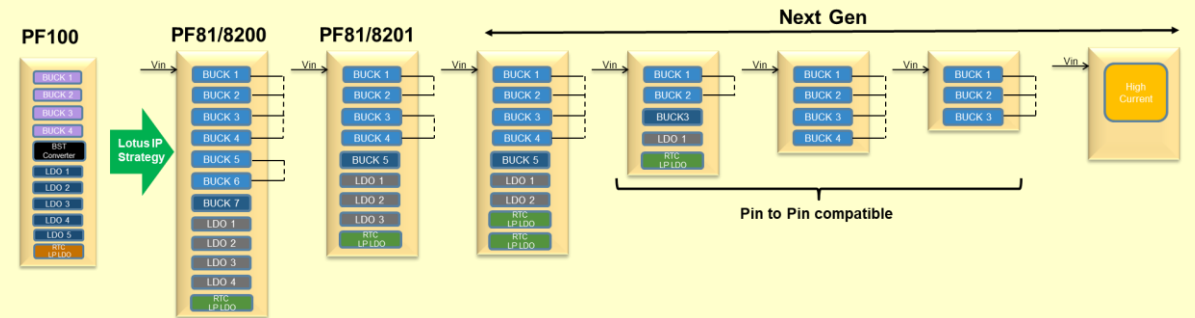 Next Gen
PF100
BUCK 1
BUCK 2
BUCK 3
BUCK 4
BST
Converter
LDO 1
LDO 2
LDO 3
LDO 4
LDO 5
RTC
LP LDO
Lotus IP
Strategy
PF81/8200
Vin
BUCK 1
BUCK 2
BUCK 3
BUCK 4
BUCK 5
BUCK 6
BUCK 7
LDO 1
LDO 2
LDO 3
LDO 4
RTC
LP LDO
PF81/8201
Vin
BUCK 1
BUCK 2
BUCK 3
BUCK 4
BUCK 5
LDO 1
LDO 2
LDO 3
RTC
LP LDO
Vin
BUCK 1
BUCK 2
BUCK 3
BUCK 4
BUCK 5
LDO 1
LDO 2
RTC
LP LDO
RTC
LP LDO
Vin
BUCK 1
BUCK 2
BUCK3
LDO 1
RTC
LP LDO
Vin
BUCK 1
BUCK 2
BUCK 3
BUCK 4
Vin
BUCK 1
BUCK 2
BUCK 3
Vin
High
Current
Pin to Pin compatible